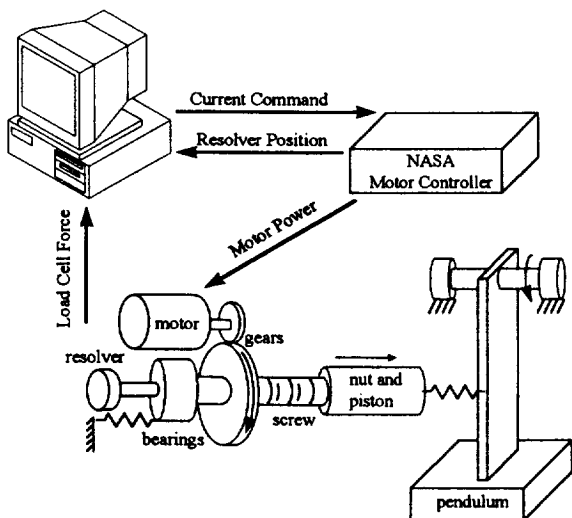 Current Command
Resolver Position
NASA
Motor Controller
Motor Power
Load Cell Force
motor
gears
resolver
nut and
piston
screw
bearings
pendulum